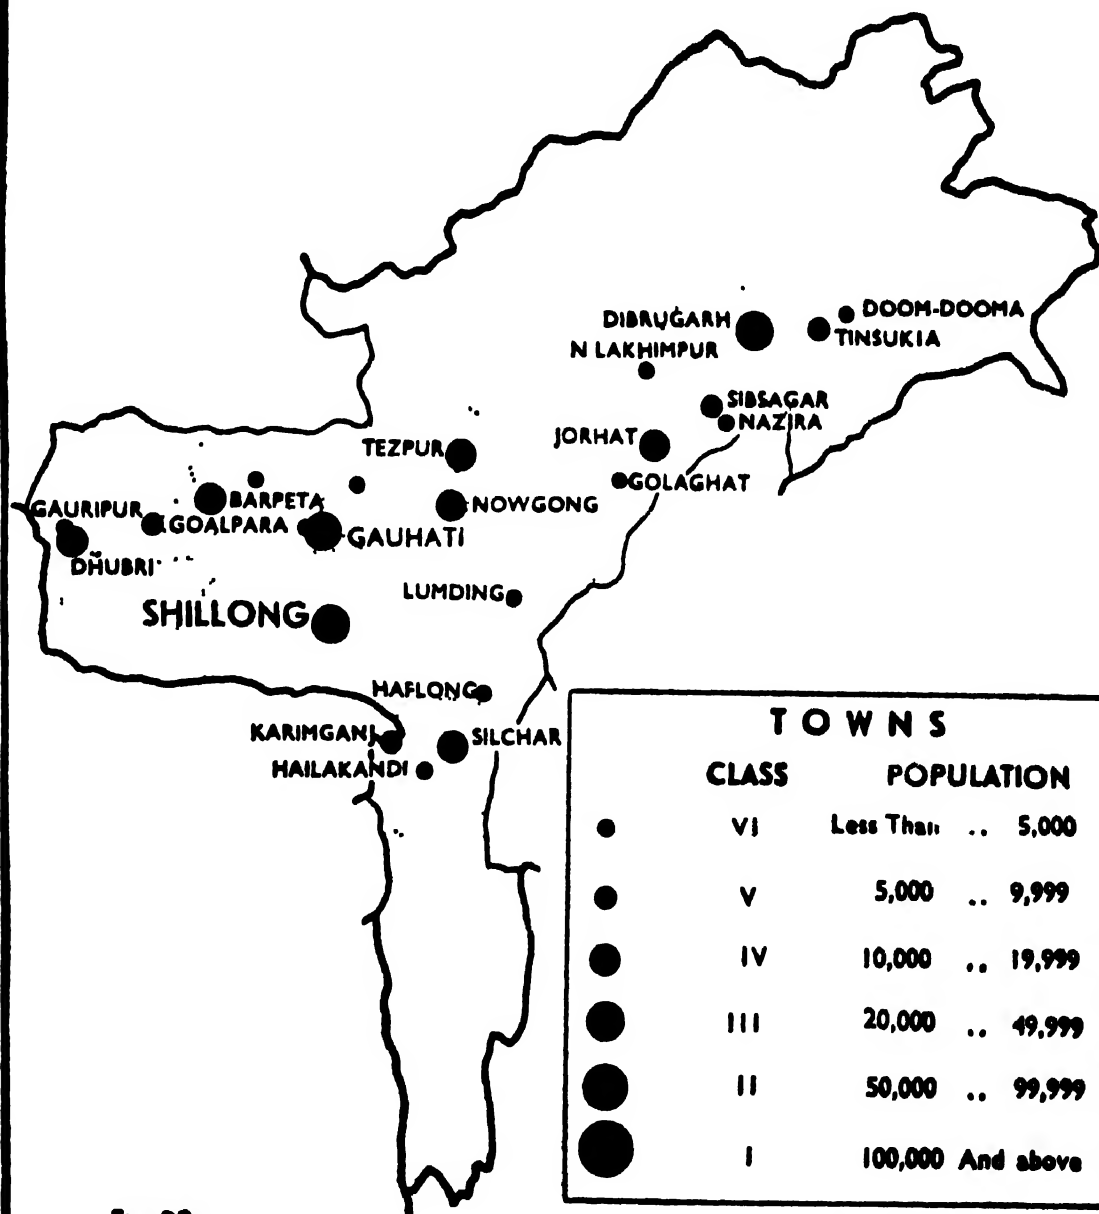 DIBRUGARH
DOOM-DOOMA
TINSUKIA
N LAKHIMPUR
SIBSAGAR
NAZIRA
JORHAT
TEZPUR
GOLAGHAT
BARPETA
NOWGONG
GAURIPUR
GOALPARA
GAUHATI
DHUBRI
LUMDING
SHILLONG
HAFLONG
KARIMGANJ
SILCHAR
HAILAKANDI
TOWNS
CLASS POPULATION
VI Less Than .. 5,000
V 5,000 .. 9,999
IV 10,000 .. 19,999
III 20,000 .. 49,999
II 50,000 .. 99,999
I 100,000 And above